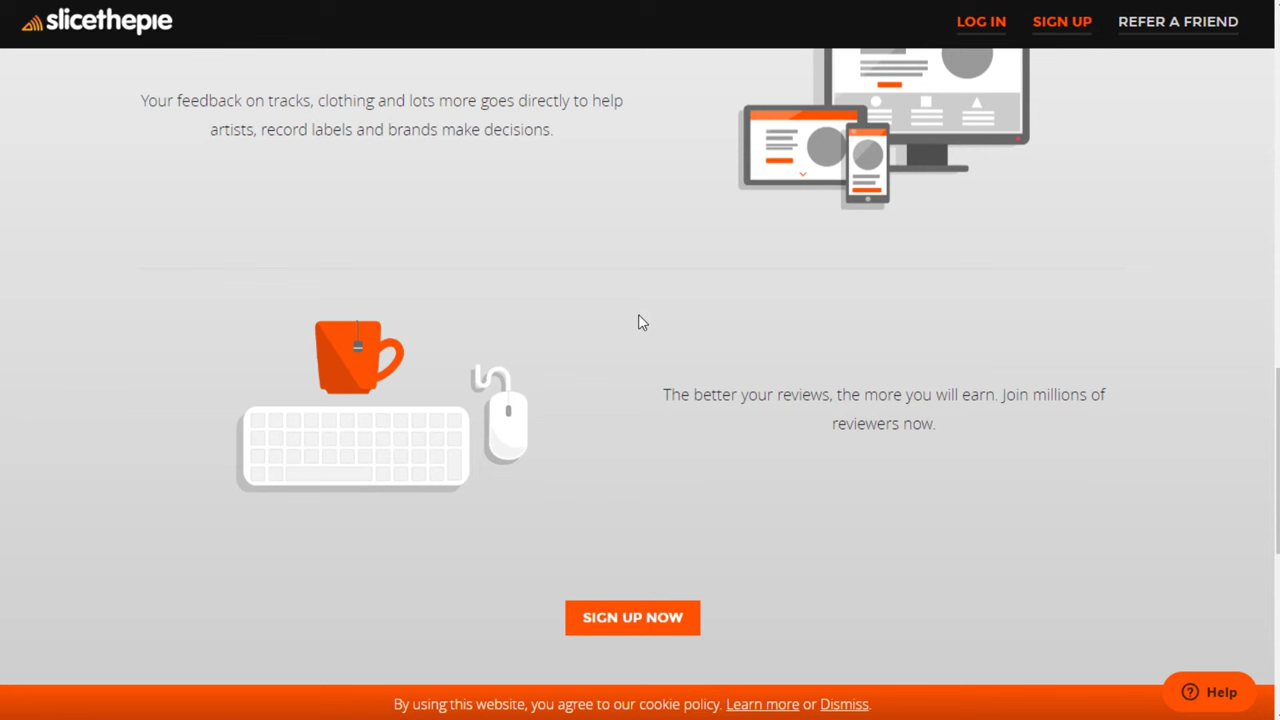 slicethepie
LOG IN
SIGN UP
REFER A FRIEND
Your feedback on tracks, clothing and lots more goes directly to help
artists, record labels and brands make decisions.
The better your reviews, the more you will earn. Join millions of
reviewers now.
SIGN UP NOW
By using this website, you agree to our cookie policy. Learn more or Dismiss.
Help